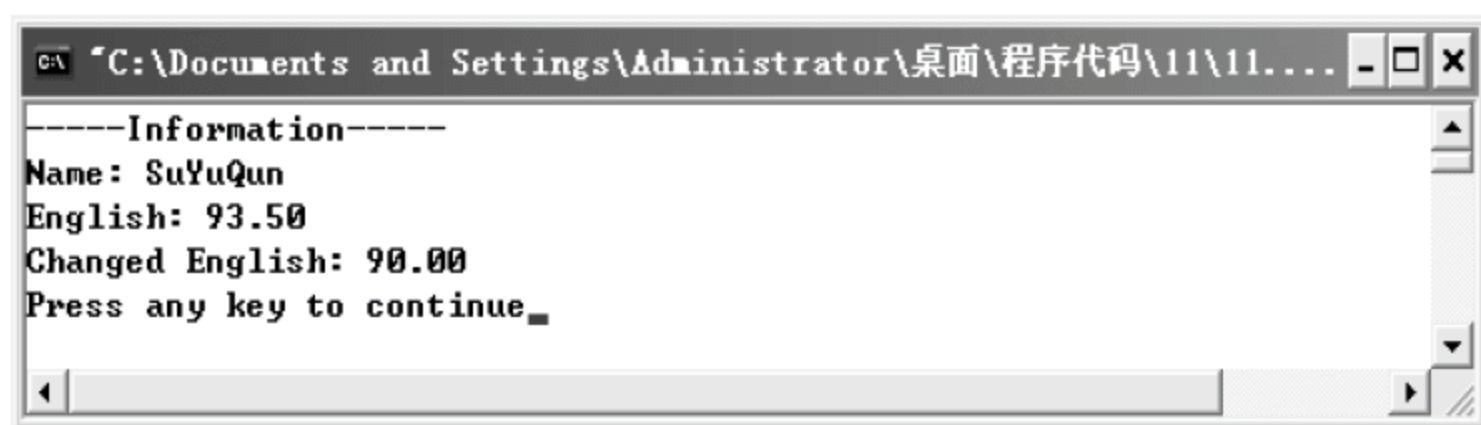 "C:\Documents and Settings\Administrator\桌面\程序代码\11\11....
-----Information-----
Name: SuYuQun
English: 93.50
Changed English: 90.00
Press any key to continue_